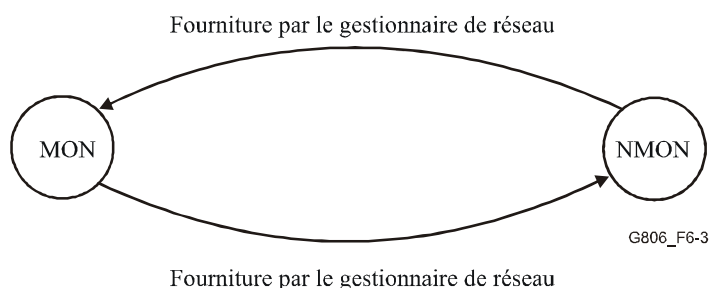 Fourniture par le gestionnaire de réseau
MON
NMON
G806_F6-3
Fourniture par le gestionnaire de réseau